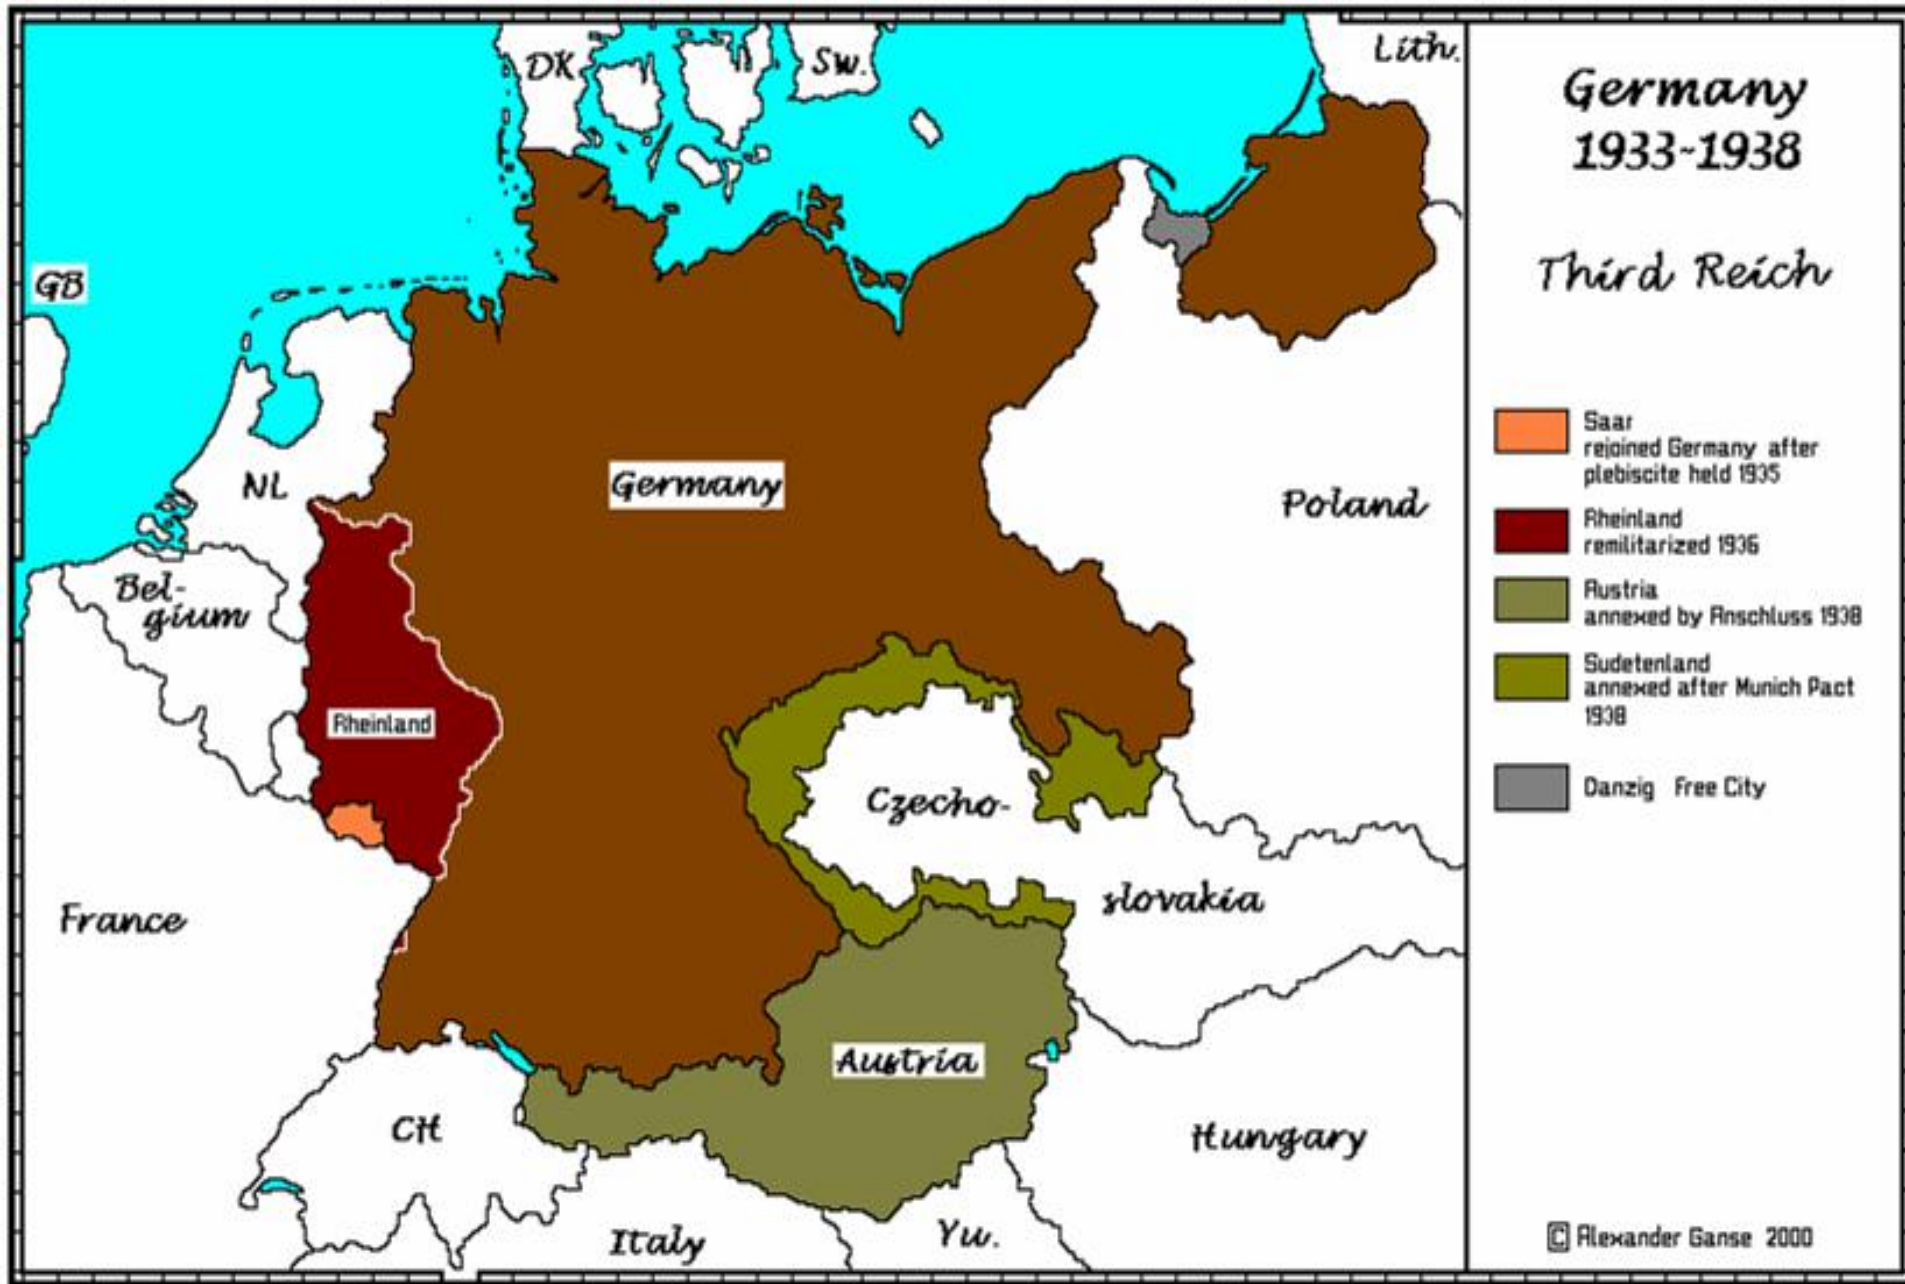 DK
Sw.
Lith.
GB
NL
Germany
Poland
Bel-
gium
Rheinland
Czecho-
slovakia
France
Austria
CH
Hungary
Italy
Yu.
Germany
1933-1938
Third Reich
Saar
rejoined Germany after
plebiscite held 1935
Rheinland
remilitarized 1936
Austria
annexed by Anschluss 1938
Sudetenland
annexed after Munich Pact
1938
Danzig Free City
© Alexander Ganse 2000